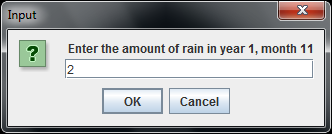 Input
Enter the amount of rain in year 1, month 11
2
OK
Cancel